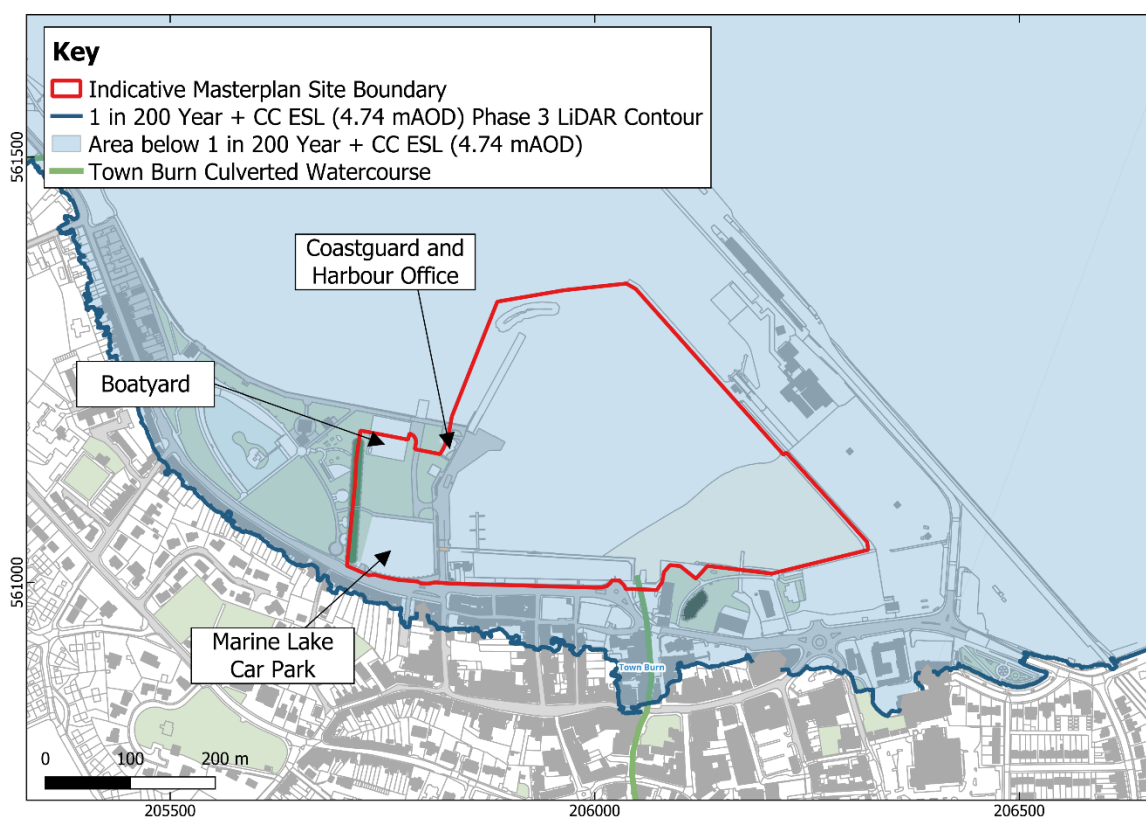 Key
Indicative Masterplan Site Boundary
1 in 200 Year + CC ESL (4.74 mAOD) Phase 3 LiDAR Contour
Area below 1 in 200 Year + CC ESL (4.74 mAOD)
Town Burn Culverted Watercourse
561500
Coastguard and
Harbour Office
Boatyard
561000
Marine Lake
Car Park
Town Burn
0 100 200 m
205500 206000 206500